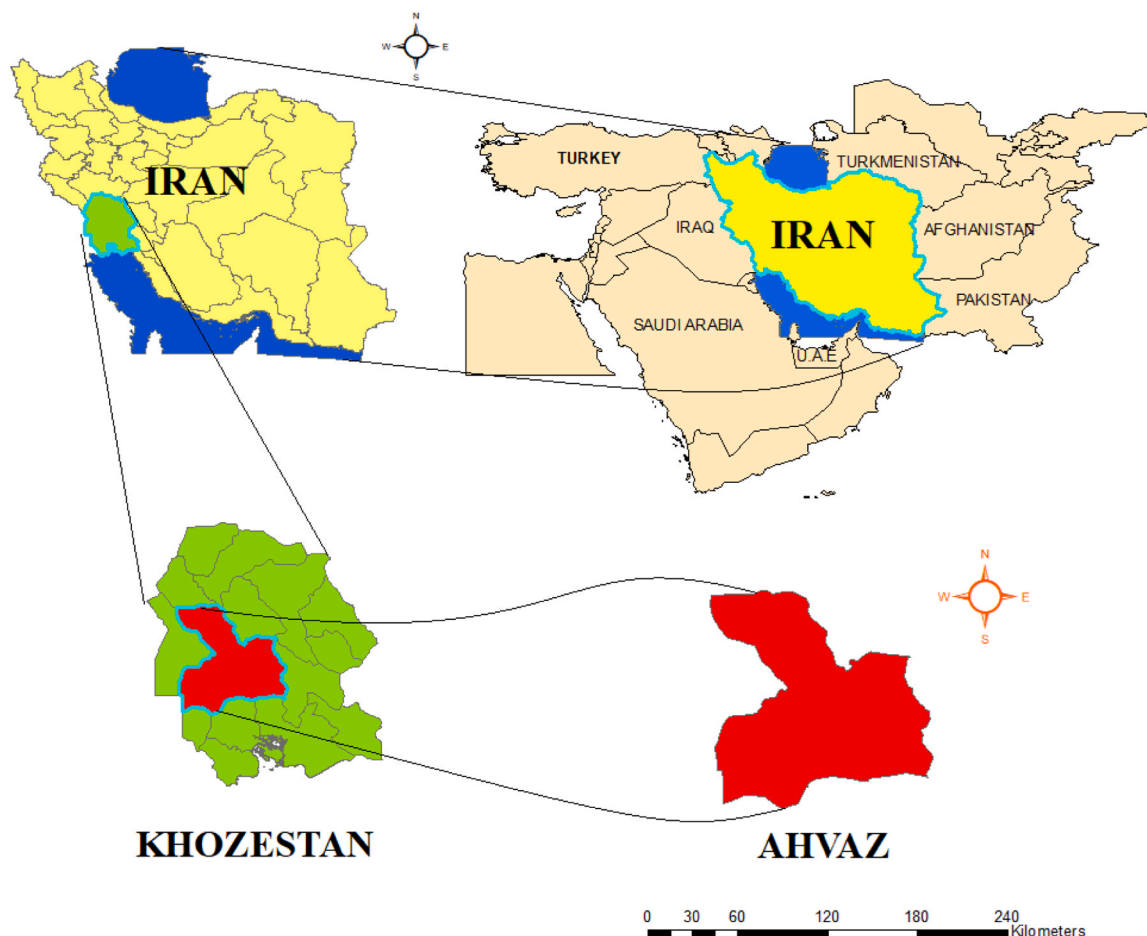 N
W E
S
IRAN
TURKEY
TURKMENISTAN
IRAQ
IRAN
AFGHANISTAN
PAKISTAN
SAUDI ARABIA
U.A.E
N
W E
S
KHOZESTAN
AHVAZ
0 30 60 120 180 240
Kilometers